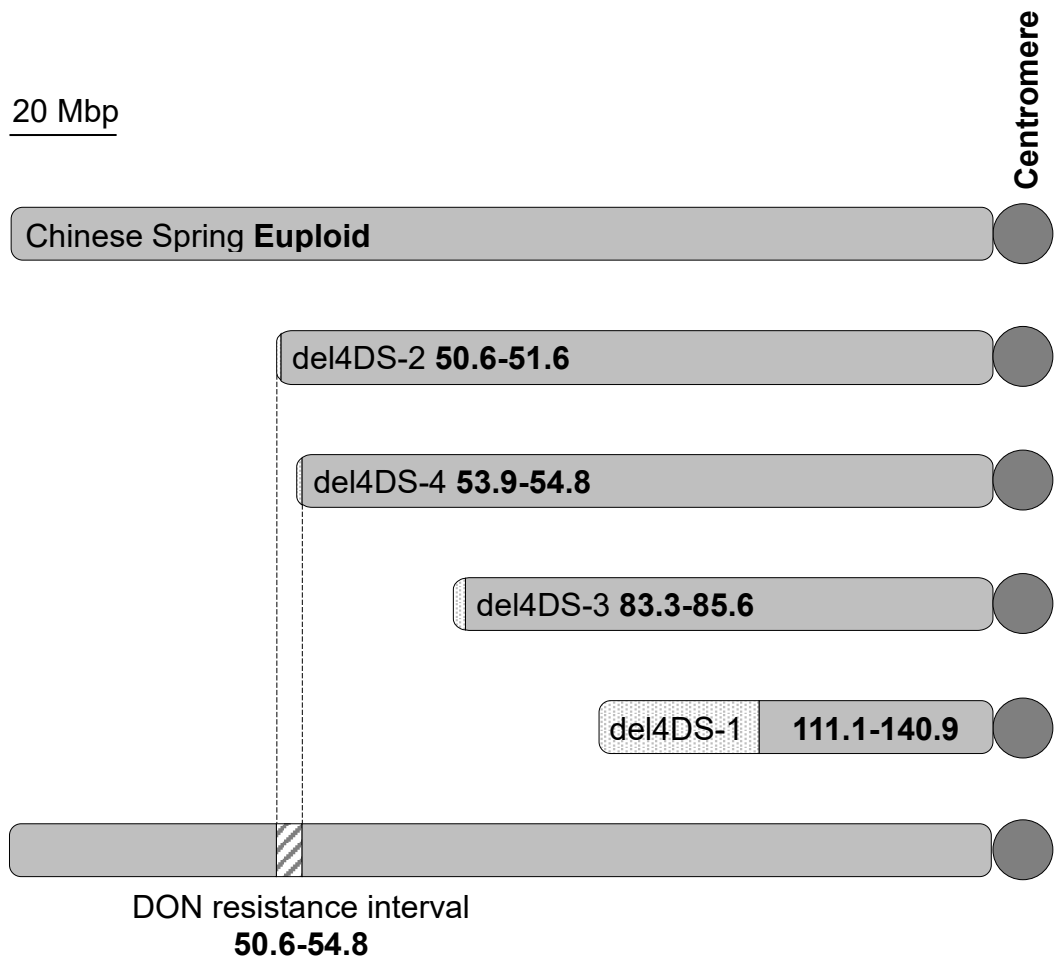 Centromere
20 Mbp
Chinese Spring Euploid
del4DS-2 50.6-51.6
del4DS-4 53.9-54.8
del4DS-3 83.3-85.6
del4DS-1 111.1-140.9
DON resistance interval
50.6-54.8